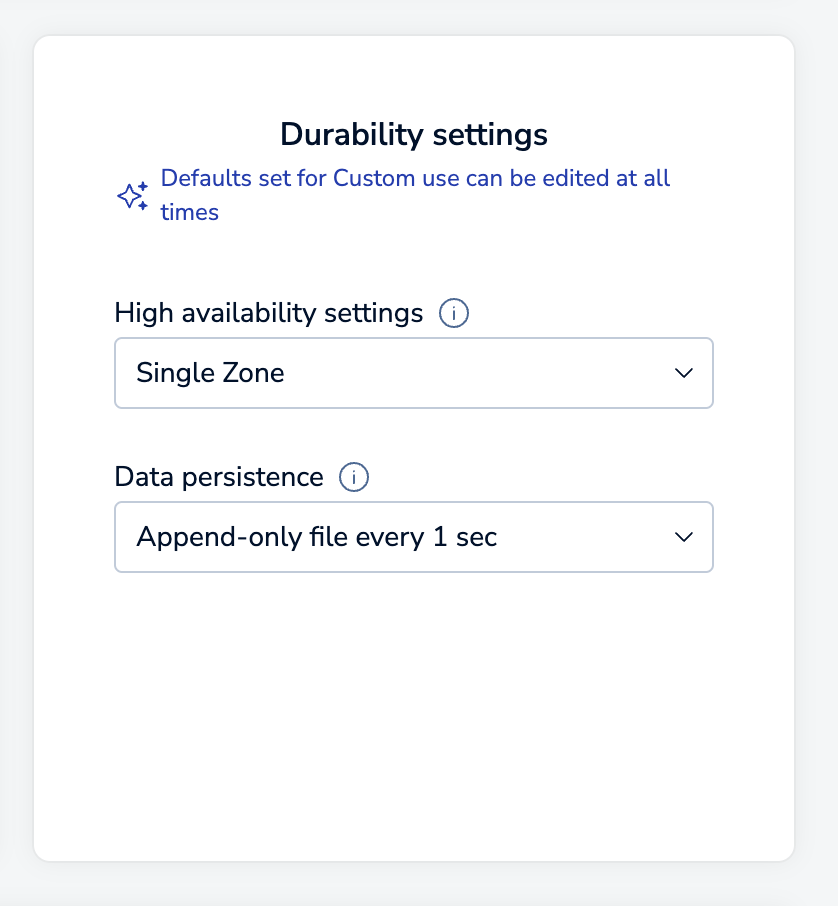 Durability settings
Defaults set for Custom use can be edited at all
times
High availability settings
Single Zone
Data persistence
Append-only file every 1 sec